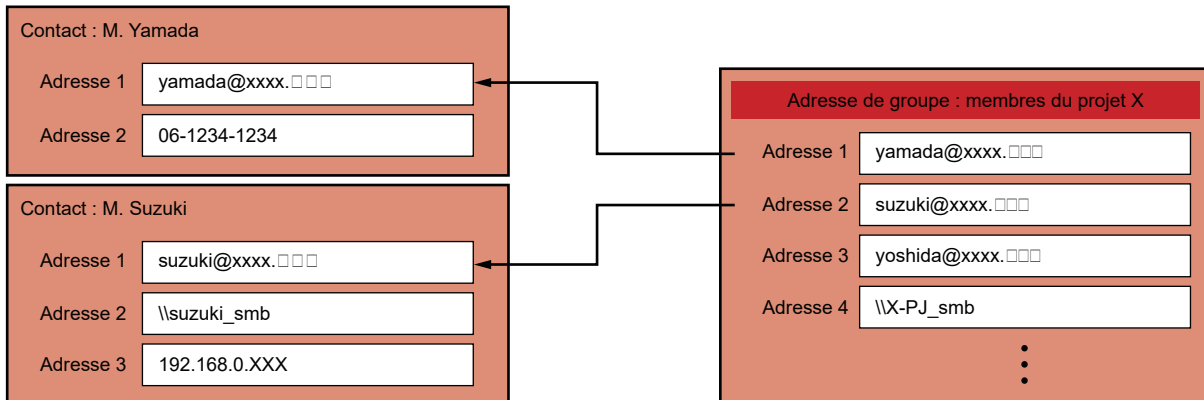 Contact : M. Yamada
Adresse 1 yamada@xxxx.□□□
Adresse 2 06-1234-1234
Contact : M. Suzuki
Adresse 1 suzuki@xxxx.□□□
Adresse 2 \\suzuki_smb
Adresse 3 192.168.0.XXX
Adresse de groupe : membres du projet X
Adresse 1 yamada@xxxx.□□□
Adresse 2 suzuki@xxxx.□□□
Adresse 3 yoshida@xxxx.□□□
Adresse 4 \\X-PJ_smb